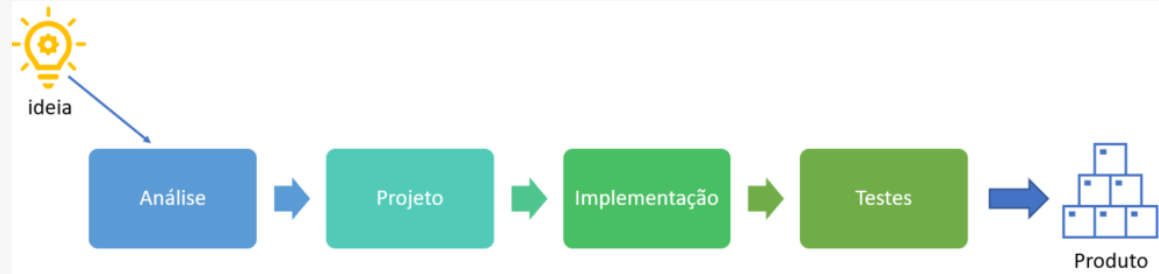 ideia
Análise
Projeto
Implementação
Testes
Produto